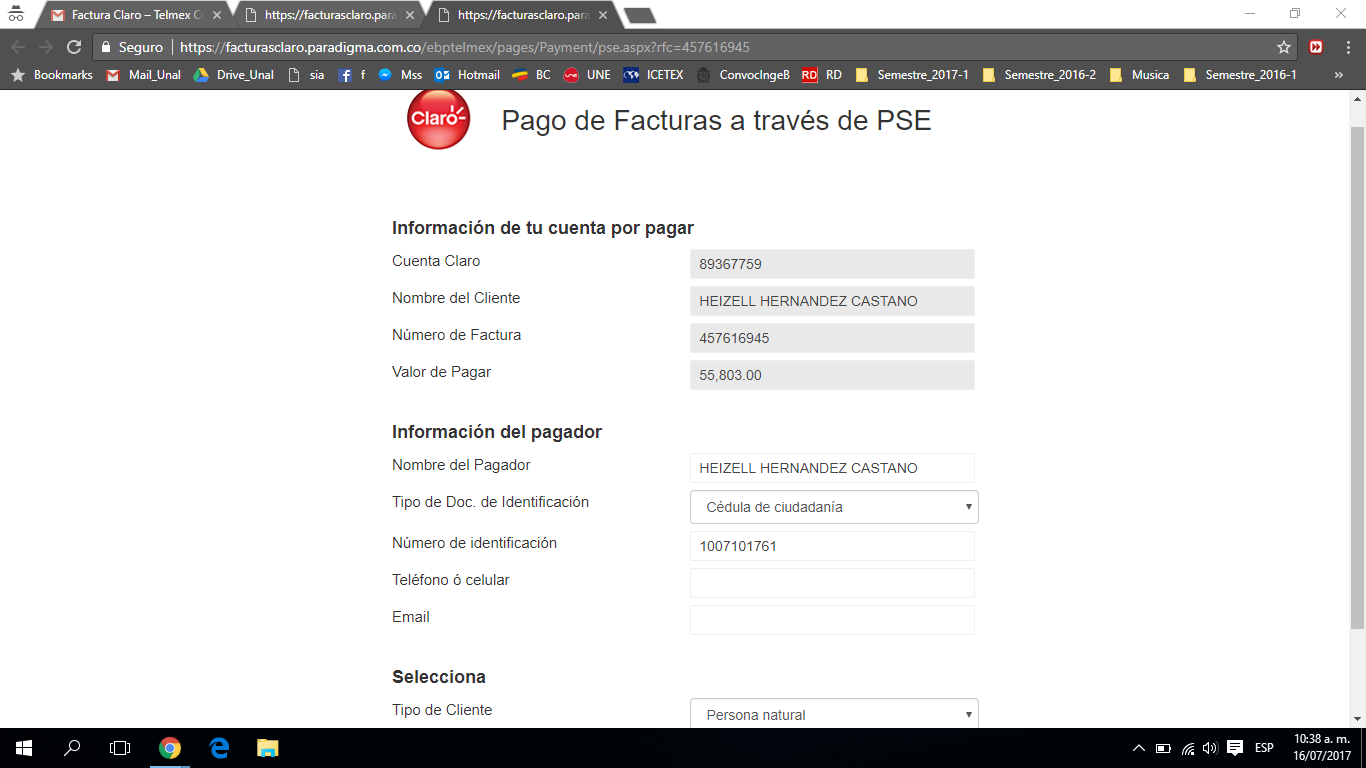 Factura Claro – Telmex Co
https://facturasclaro.para
https://facturasclaro.para
Seguro https://facturasclaro.paradigma.com.co/ebptelmex/pages/Payment/pse.aspx?rfc=457616945
Bookmarks Mail_Unal Drive_Unal sia f Mss Hotmail BC UNE ICETEX ConvocIngeB RD RD Semestre_2017-1 Semestre_2016-2 Musica Semestre_2016-1 »
Claro
Pago de Facturas a través de PSE
Información de tu cuenta por pagar
Cuenta Claro 89367759
Nombre del Cliente HEIZELL HERNANDEZ CASTANO
Número de Factura 457616945
Valor de Pagar 55,803.00
Información del pagador
Nombre del Pagador HEIZELL HERNANDEZ CASTANO
Tipo de Doc. de Identificación Cédula de ciudadanía
Número de identificación 1007101761
Teléfono ó celular
Email
Selecciona
Tipo de Cliente Persona natural
ESP
10:38 a. m.
16/07/2017